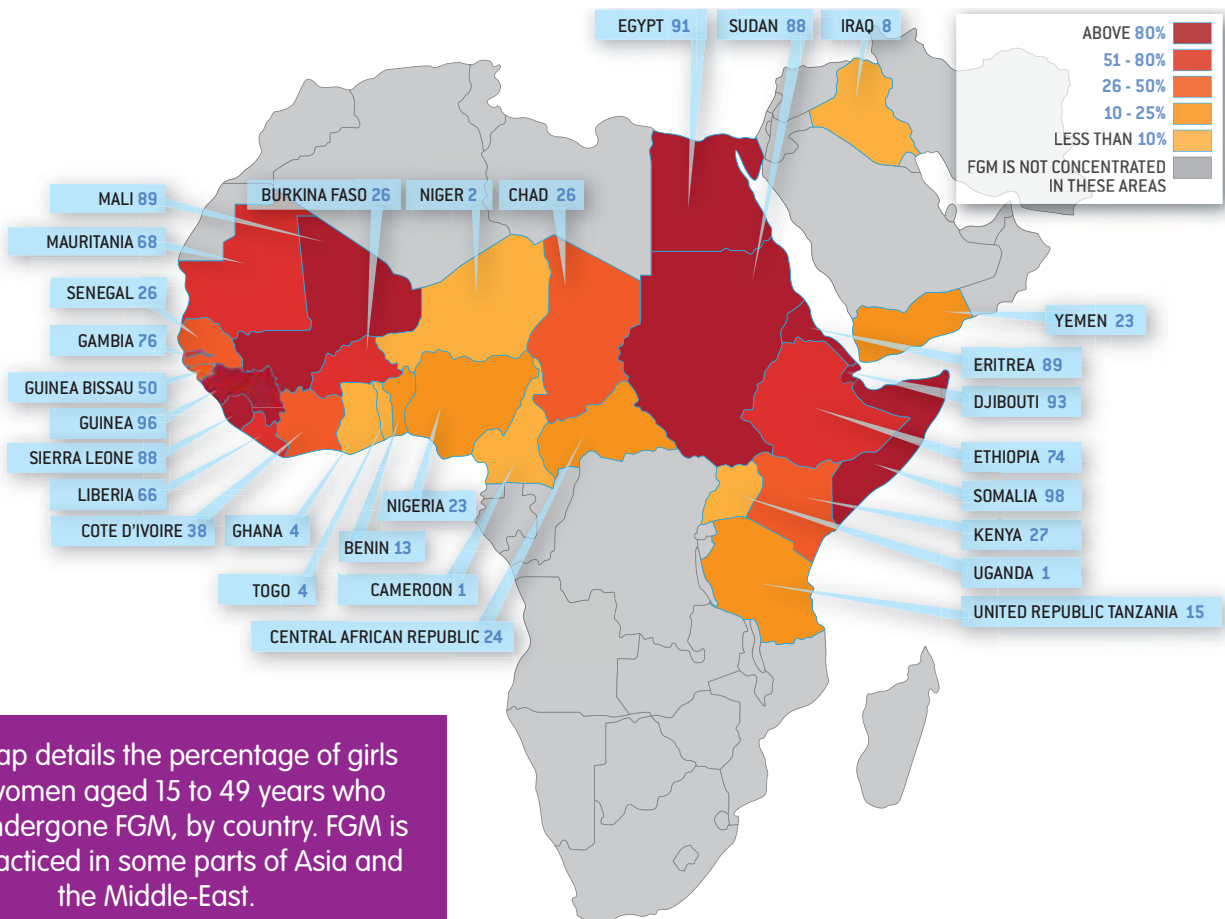 EGYPT 91
SUDAN 88
IRAQ 8
ABOVE 80%
51 - 80%
26 - 50%
10 - 25%
LESS THAN 10%
FGM IS NOT CONCENTRATED
IN THESE AREAS
MALI 89
BURKINA FASO 26
NIGER 2
CHAD 26
MAURITANIA 68
SENEGAL 26
GAMBIA 76
GUINEA BISSAU 50
GUINEA 96
SIERRA LEONE 88
LIBERIA 66
COTE D'IVOIRE 38
GHANA 4
TOGO 4
BENIN 13
NIGERIA 23
CAMEROON 1
CENTRAL AFRICAN REPUBLIC 24
YEMEN 23
ERITREA 89
DJIBOUTI 93
ETHIOPIA 74
SOMALIA 98
KENYA 27
UGANDA 1
UNITED REPUBLIC TANZANIA 15
details the percentage of girls
aged 15 to 49 years who
FGM, by country. FGM is
in some parts of Asia and
the Middle-East.